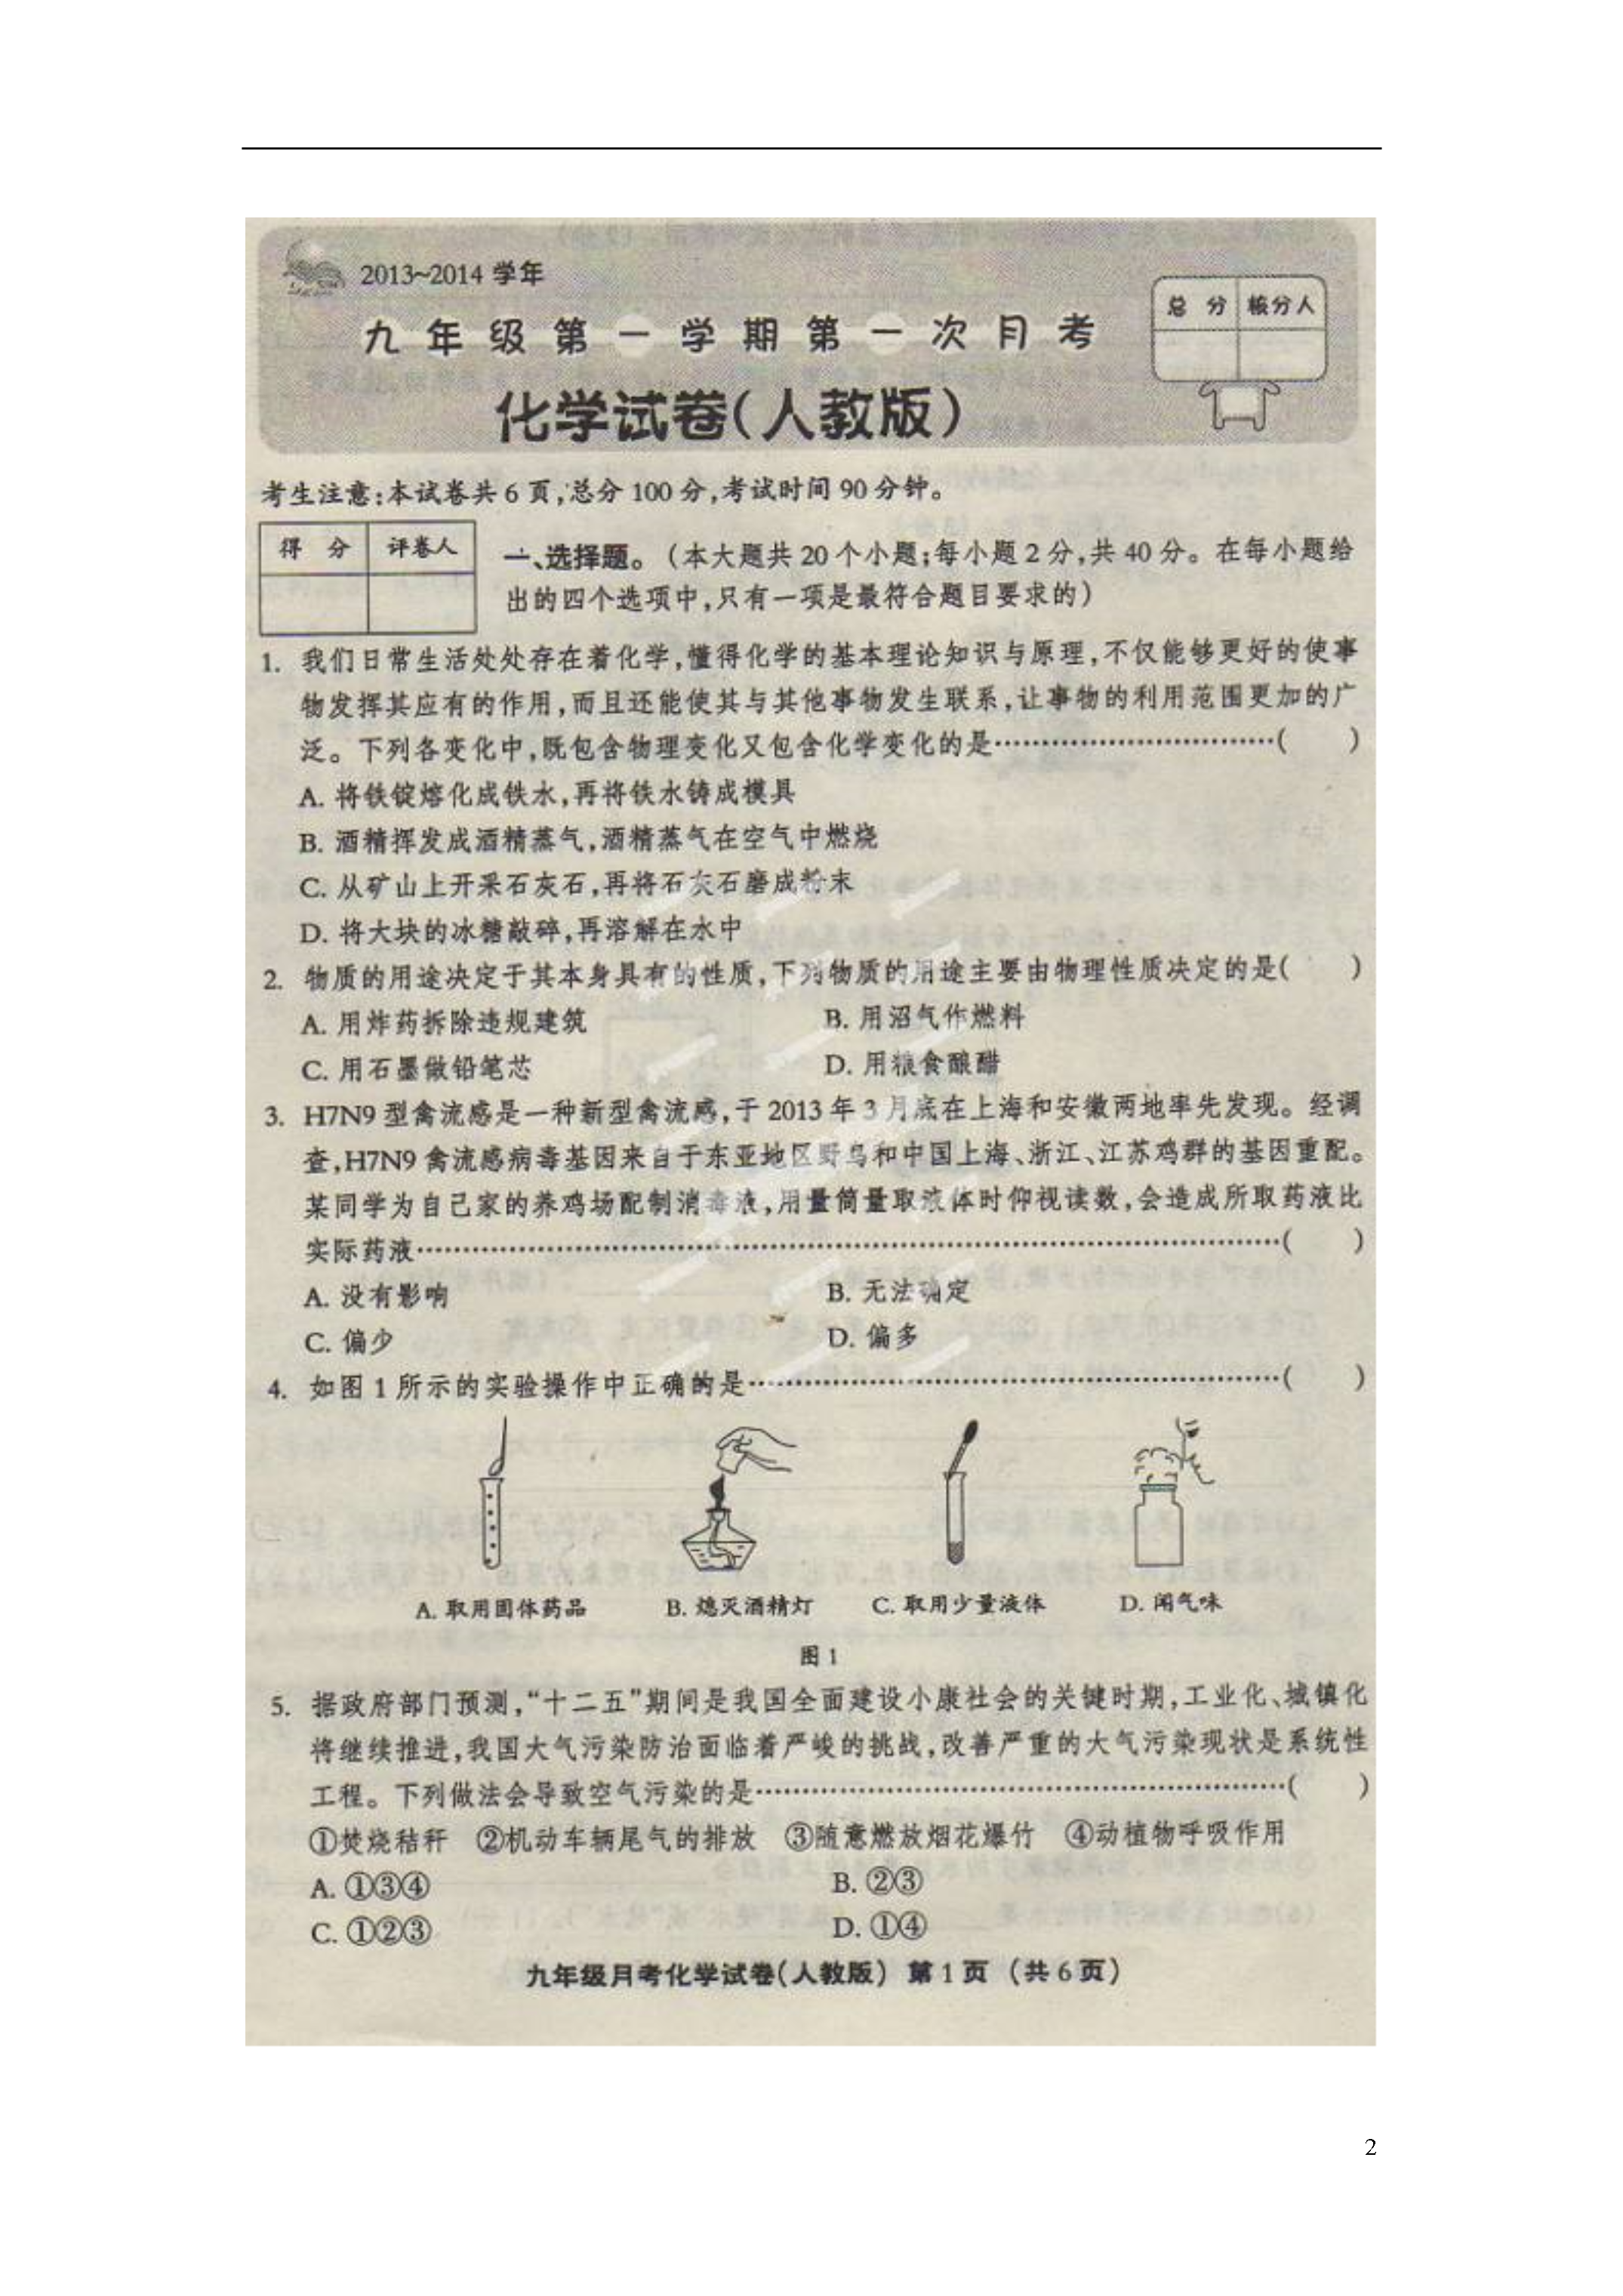 2013~2014 学年
九年级第一学期第一次月考
总 分 核分人
化学试卷(人教版)
考生注意:本试卷共6页,总分100分,考试时间90分钟。
得 分 评卷人
一、选择题。(本大题共20个小题;每小题2分,共40分。在每小题给
出的四个选项中,只有一项是最符合题目要求的)
1. 我们日常生活处处存在着化学,懂得化学的基本理论知识与原理,不仅能够更好的使事
物发挥其应有的作用,而且还能使其与其他事物发生联系,让事物的利用范围更加的广
泛。下列各变化中,既包含物理变化又包含化学变化的是…………………………( )
A. 将铁锭熔化成铁水,再将铁水铸成模具
B. 酒精挥发成酒精蒸气,酒精蒸气在空气中燃烧
C. 从矿山上开采石灰石,再将石灰石磨成粉末
D. 将大块的冰糖敲碎,再溶解在水中
2. 物质的用途决定于其本身具有的性质,下列物质的用途主要由物理性质决定的是( )
A. 用炸药拆除违规建筑 B. 用沼气作燃料
C. 用石墨做铅笔芯 D. 用粮食酿醋
3. H7N9型禽流感是一种新型禽流感,于2013年3月底在上海和安徽两地率先发现。经调
查,H7N9禽流感病毒基因来自于东亚地区野鸟和中国上海、浙江、江苏鸡群的基因重配。
某同学为自己家的养鸡场配制消毒液,用量筒量取液体时仰视读数,会造成所取药液比
实际药液……………………………………………………………………………( )
A. 没有影响 B. 无法确定
C. 偏少 D. 偏多
4. 如图1所示的实验操作中正确的是………………………………………………( )
A. 取用固体药品 B. 熄灭酒精灯 C. 取用少量液体 D. 闻气味
图1
5. 据政府部门预测,“十二五”期间是我国全面建设小康社会的关键时期,工业化、城镇化
将继续推进,我国大气污染防治面临着严峻的挑战,改善严重的大气污染现状是系统性
工程。下列做法会导致空气污染的是………………………………………………( )
①焚烧秸秆 ②机动车辆尾气的排放 ③随意燃放烟花爆竹 ④动植物呼吸作用
A. ①③④ B. ②③
C. ①②③ D. ①④
九年级月考化学试卷(人教版) 第1页 (共6页)
2